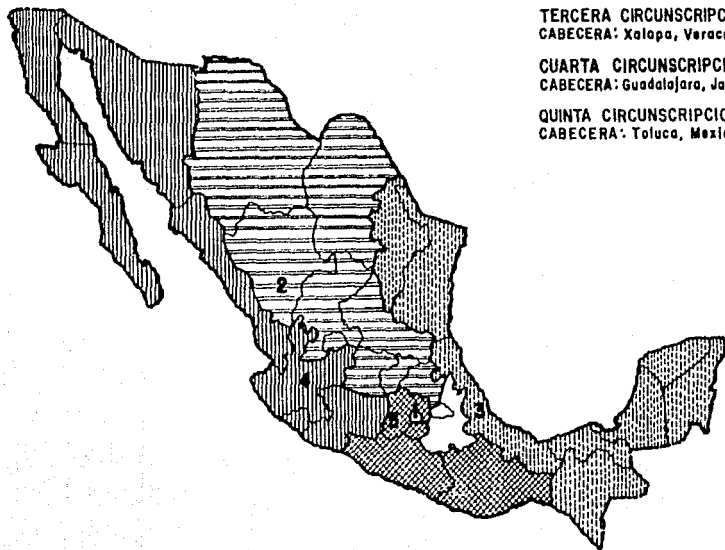 TERCERA CIRCUNSCRIPC
CABECERA: Xalapa, Verac
CUARTA CIRCUNSCRIPCI
CABECERA: Guadalajara, Ja
QUINTA CIRCUNSCRIPCIO
CABECERA: Toluca, Mexi
2
4
5
1
3